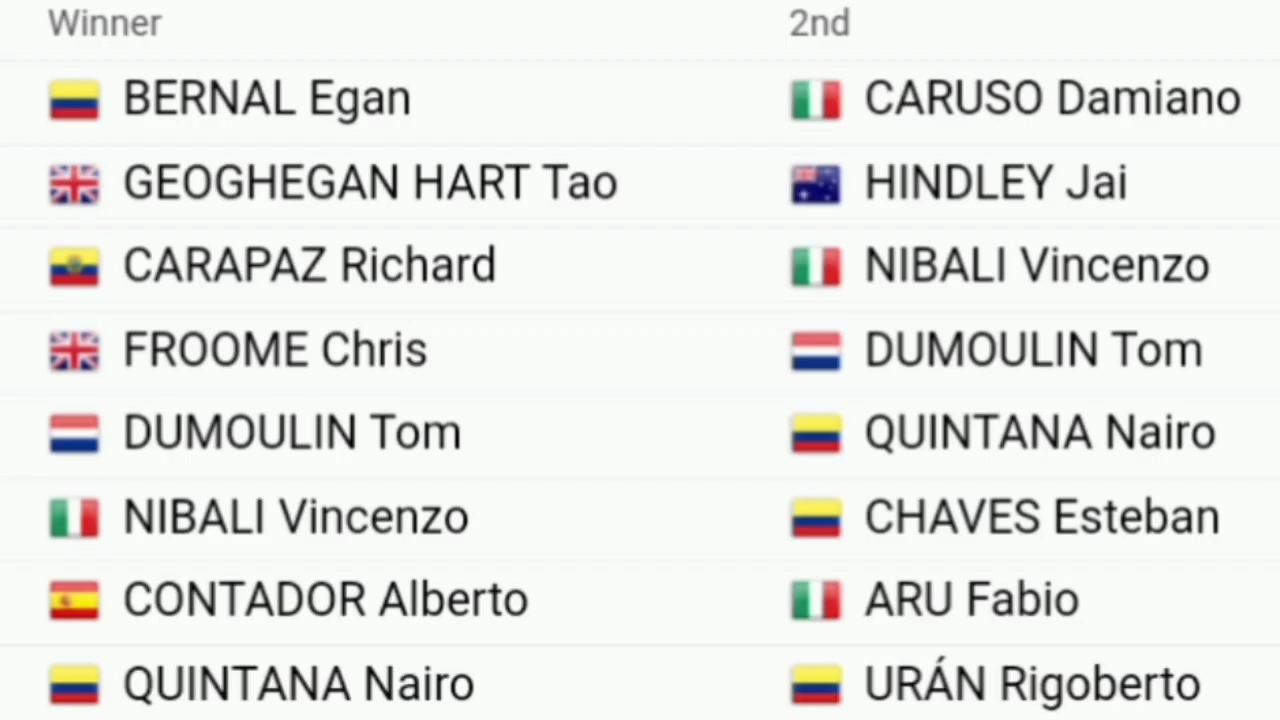 Winner 2nd
BERNAL Egan CARUSO Damiano
GEOGHEGAN HART Tao HINDLEY Jai
CARAPAZ Richard NIBALI Vincenzo
FROOME Chris DUMOULIN Tom
DUMOULIN Tom QUINTANA Nairo
NIBALI Vincenzo CHAVES Esteban
CONTADOR Alberto ARU Fabio
QUINTANA Nairo URÁN Rigoberto